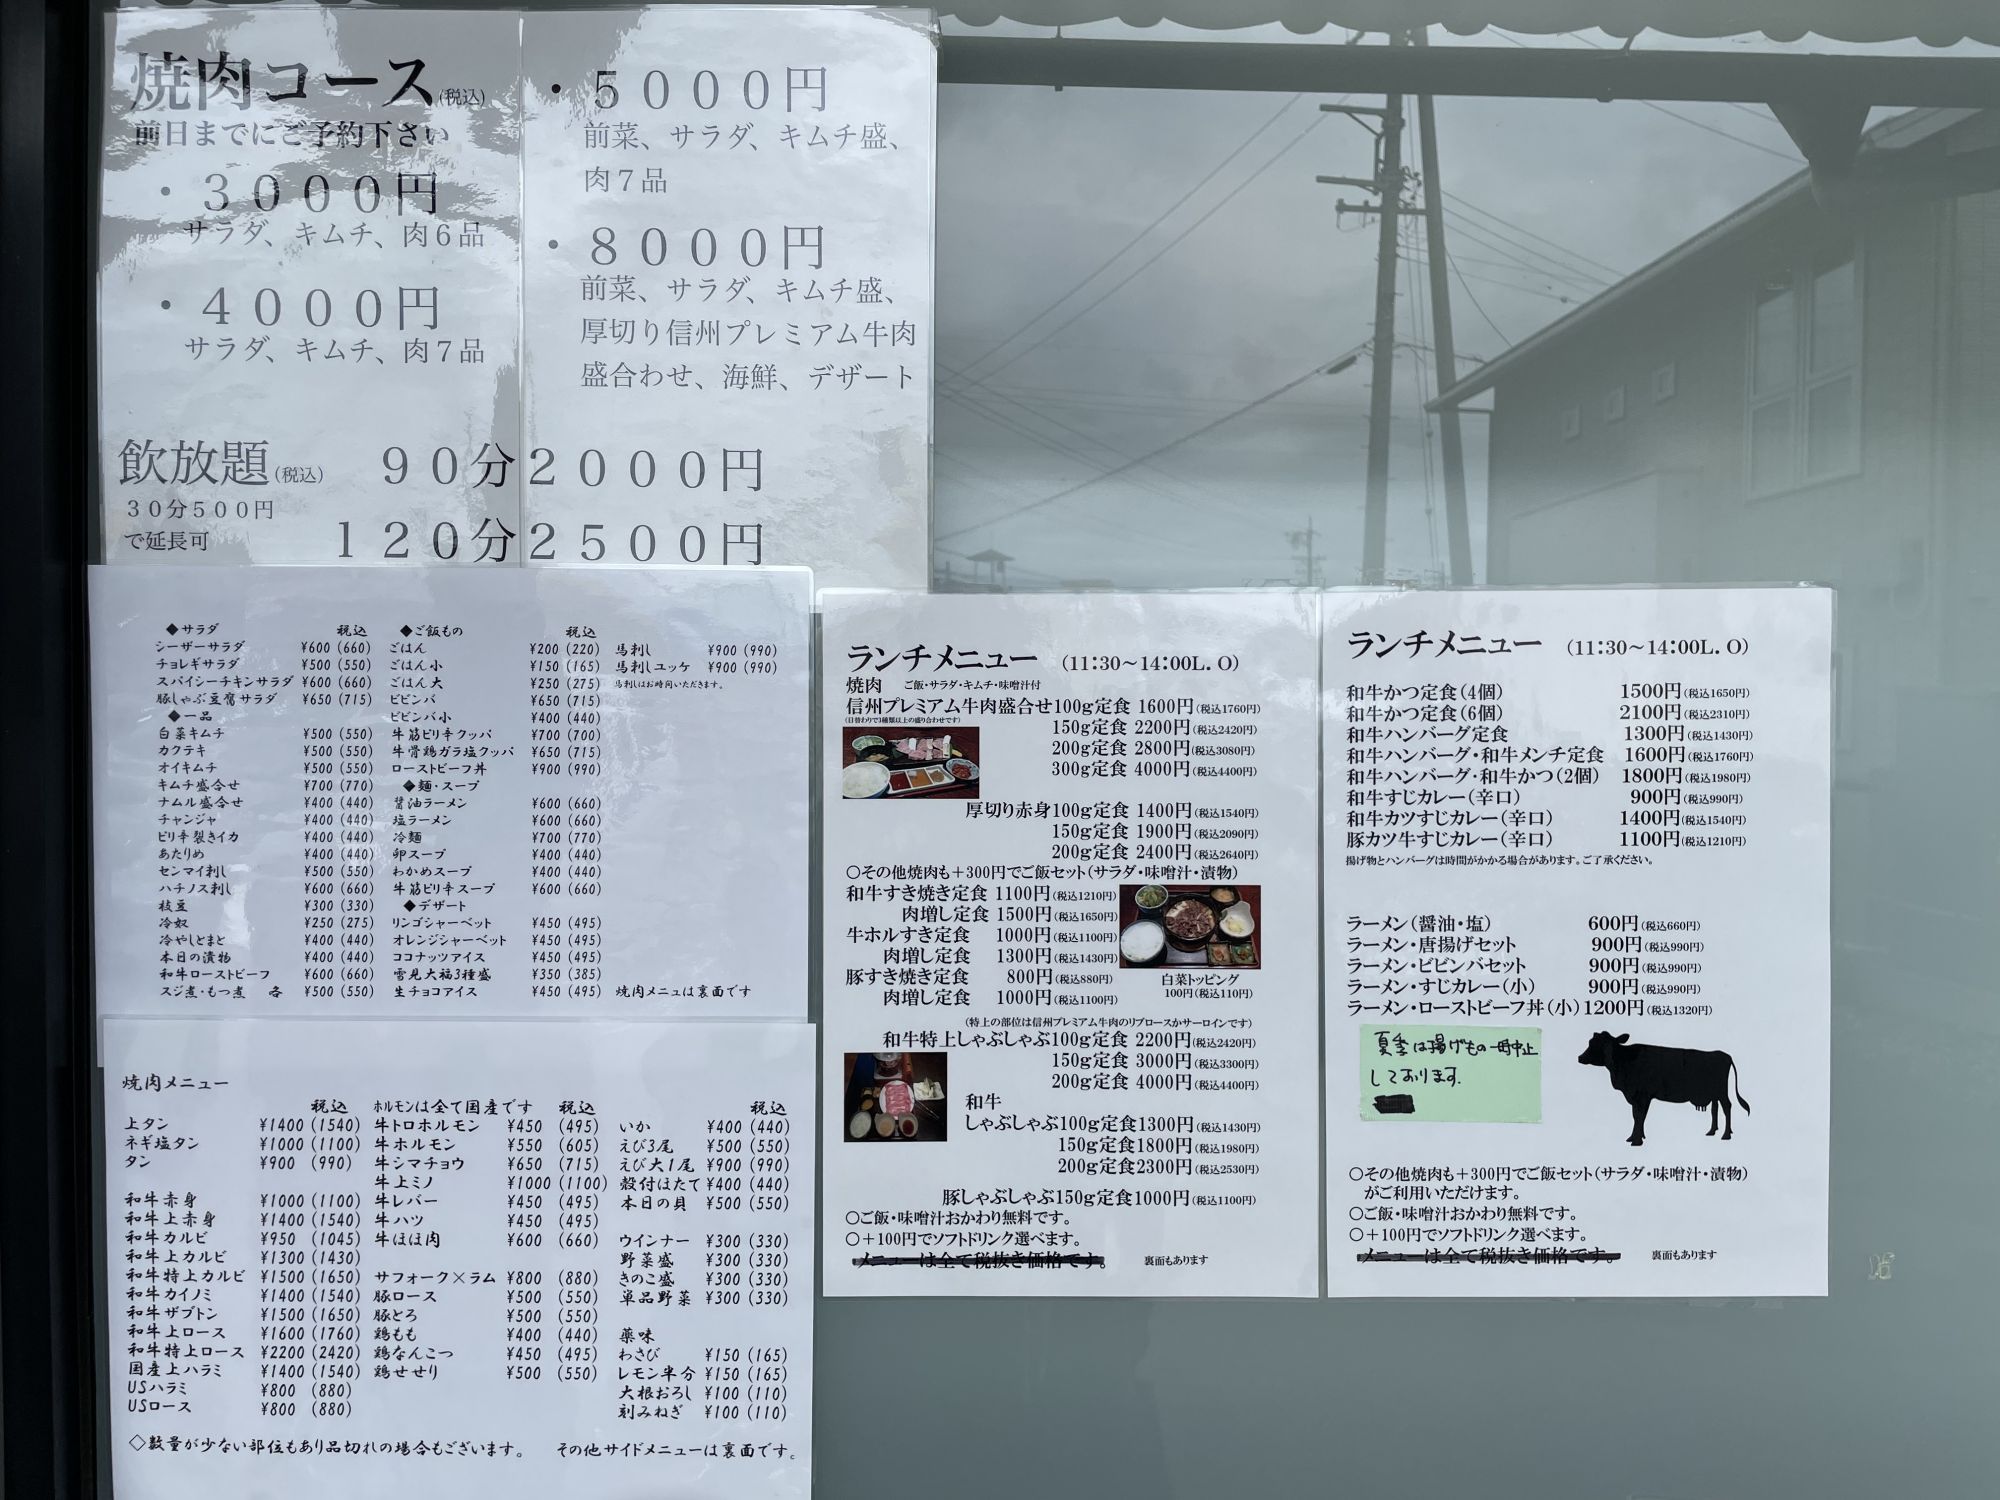 焼肉コース(税込)
前日までにご予約下さい
・3000円
サラダ、キムチ、肉6品
・4000円
サラダ、キムチ、肉7品
・5000円
前菜、サラダ、キムチ盛、
肉7品
・8000円
前菜、サラダ、キムチ盛、
厚切り信州プレミアム牛肉
盛合わせ、海鮮、デザート
飲放題(税込) 90分2000円
30分500円
で延長可 120分2500円
◆サラダ 税込
シーザーサラダ ¥600 (660)
チョレギサラダ ¥500 (550)
スパイシーチキンサラダ ¥600 (660)
豚しゃぶ豆腐サラダ ¥650 (715)
◆一品
白菜キムチ ¥500 (550)
カクテキ ¥500 (550)
オイキムチ ¥500 (550)
キムチ盛合せ ¥700 (770)
ナムル盛合せ ¥400 (440)
チャンジャ ¥400 (440)
ピリ辛裂きイカ ¥400 (440)
あたりめ ¥400 (440)
センマイ刺し ¥500 (550)
ハチノス刺し ¥600 (660)
枝豆 ¥300 (330)
冷奴 ¥250 (275)
冷やしとまと ¥400 (440)
本日の漬物 ¥400 (440)
和牛ローストビーフ ¥600 (660)
スジ煮・もつ煮 各 ¥500 (550)
◆ご飯もの 税込
ごはん ¥200 (220)
ごはん小 ¥150 (165)
ごはん大 ¥250 (275)
ビビンバ ¥650 (715)
ビビンバ小 ¥400 (440)
牛筋ピリ辛クッパ ¥700 (700)
牛骨鶏ガラ塩クッパ ¥650 (715)
ローストビーフ丼 ¥900 (990)
◆麺・スープ
醤油ラーメン ¥600 (660)
塩ラーメン ¥600 (660)
冷麺 ¥700 (770)
卵スープ ¥400 (440)
わかめスープ ¥400 (440)
牛筋ピリ辛スープ ¥600 (660)
◆デザート
リンゴシャーベット ¥450 (495)
オレンジシャーベット ¥450 (495)
ココナッツアイス ¥450 (495)
雪見大福3種盛 ¥350 (385)
生チョコアイス ¥450 (495)
馬刺し ¥900 (990)
馬刺しユッケ ¥900 (990)
馬刺しはお時間いただきます。
焼肉メニュは裏面です
焼肉メニュー
税込
上タン ¥1400 (1540)
ネギ塩タン ¥1000 (1100)
タン ¥900 (990)
和牛赤身 ¥1000 (1100)
和牛上赤身 ¥1400 (1540)
和牛カルビ ¥950 (1045)
和牛上カルビ ¥1300 (1430)
和牛特上カルビ ¥1500 (1650)
和牛カイノミ ¥1400 (1540)
和牛ザブトン ¥1500 (1650)
和牛上ロース ¥1600 (1760)
和牛特上ロース ¥2200 (2420)
国産上ハラミ ¥1400 (1540)
USハラミ ¥800 (880)
USロース ¥800 (880)
ホルモンは全て国産です 税込
牛トロホルモン ¥450 (495)
牛ホルモン ¥550 (605)
牛シマチョウ ¥650 (715)
牛上ミノ ¥1000 (1100)
牛レバー ¥450 (495)
牛ハツ ¥450 (495)
牛ほほ肉 ¥600 (660)
サフォーク×ラム ¥800 (880)
豚ロース ¥500 (550)
豚とろ ¥500 (550)
鶏もも ¥400 (440)
鶏なんこつ ¥450 (495)
鶏せせり ¥500 (550)
税込
いか ¥400 (440)
えび3尾 ¥500 (550)
えび大1尾 ¥900 (990)
殻付ほたて ¥400 (440)
本日の貝 ¥500 (550)
ウインナー ¥300 (330)
野菜盛 ¥300 (330)
きのこ盛 ¥300 (330)
単品野菜 ¥300 (330)
薬味
わさび ¥150 (165)
レモン半分 ¥150 (165)
大根おろし ¥100 (110)
刻みねぎ ¥100 (110)
◇数量が少ない部位もあり品切れの場合もございます。 その他サイドメニューは裏面です。
ランチメニュー (11:30～14:00L.O)
焼肉 ご飯・サラダ・キムチ・味噌汁付
信州プレミアム牛肉盛合せ100g定食 1600円(税込1760円)
(日替わりで3種類以上の盛り合わせです)
150g定食 2200円(税込2420円)
200g定食 2800円(税込3080円)
300g定食 4000円(税込4400円)
厚切り赤身100g定食 1400円(税込1540円)
150g定食 1900円(税込2090円)
200g定食 2400円(税込2640円)
○その他焼肉も＋300円でご飯セット(サラダ・味噌汁・漬物)
和牛すき焼き定食 1100円(税込1210円)
肉増し定食 1500円(税込1650円)
牛ホルすき定食 1000円(税込1100円)
肉増し定食 1300円(税込1430円)
豚すき焼き定食 800円(税込880円)
肉増し定食 1000円(税込1100円)
白菜トッピング
100円(税込110円)
(特上の部位は信州プレミアム牛肉のリブロースかサーロインです)
和牛特上しゃぶしゃぶ100g定食 2200円(税込2420円)
150g定食 3000円(税込3300円)
200g定食 4000円(税込4400円)
和牛
しゃぶしゃぶ100g定食1300円(税込1430円)
150g定食1800円(税込1980円)
200g定食2300円(税込2530円)
豚しゃぶしゃぶ150g定食1000円(税込1100円)
○ご飯・味噌汁おかわり無料です。
○＋100円でソフトドリンク選べます。
メニューは全て税抜き価格です。 裏面もあります
ランチメニュー (11:30～14:00L.O)
和牛かつ定食(4個) 1500円(税込1650円)
和牛かつ定食(6個) 2100円(税込2310円)
和牛ハンバーグ定食 1300円(税込1430円)
和牛ハンバーグ・和牛メンチ定食 1600円(税込1760円)
和牛ハンバーグ・和牛かつ(2個) 1800円(税込1980円)
和牛すじカレー(辛口) 900円(税込990円)
和牛カツすじカレー(辛口) 1400円(税込1540円)
豚カツ牛すじカレー(辛口) 1100円(税込1210円)
揚げ物とハンバーグは時間がかかる場合があります。ご了承ください。
ラーメン(醤油・塩) 600円(税込660円)
ラーメン・唐揚げセット 900円(税込990円)
ラーメン・ビビンバセット 900円(税込990円)
ラーメン・すじカレー(小) 900円(税込990円)
ラーメン・ローストビーフ丼(小)1200円(税込1320円)
夏季は揚げもの一時中止
しております.
○その他焼肉も＋300円でご飯セット(サラダ・味噌汁・漬物)
がご利用いただけます。
○ご飯・味噌汁おかわり無料です。
○＋100円でソフトドリンク選べます。
メニューは全て税抜き価格です。 裏面もあります